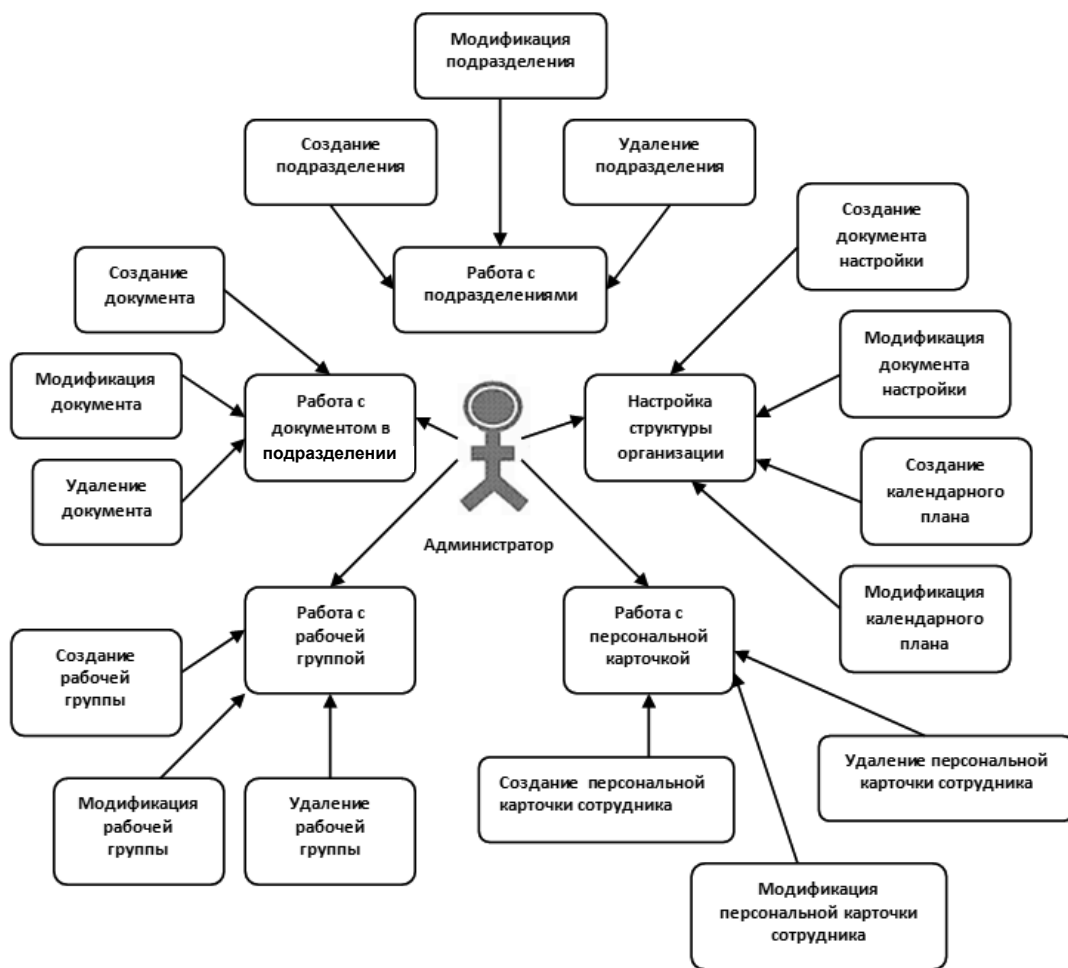 Модификация
подразделения
Создание
подразделения
Удаление
подразделения
Создание
документа
настройки
Создание
документа
Работа с
подразделениями
Модификация
документа
настройки
Модификация
документа
Работа с
документом в
подразделении
Настройка
структуры
организации
Удаление
документа
Создание
календарного
плана
Администратор
Модификация
календарного
плана
Работа с
рабочей
группой
Работа с
персональной
карточкой
Создание
рабочей
группы
Удаление персональной
карточки сотрудника
Модификация
рабочей
группы
Удаление
рабочей
группы
Создание персональной
карточки сотрудника
Модификация
персональной карточки
сотрудника